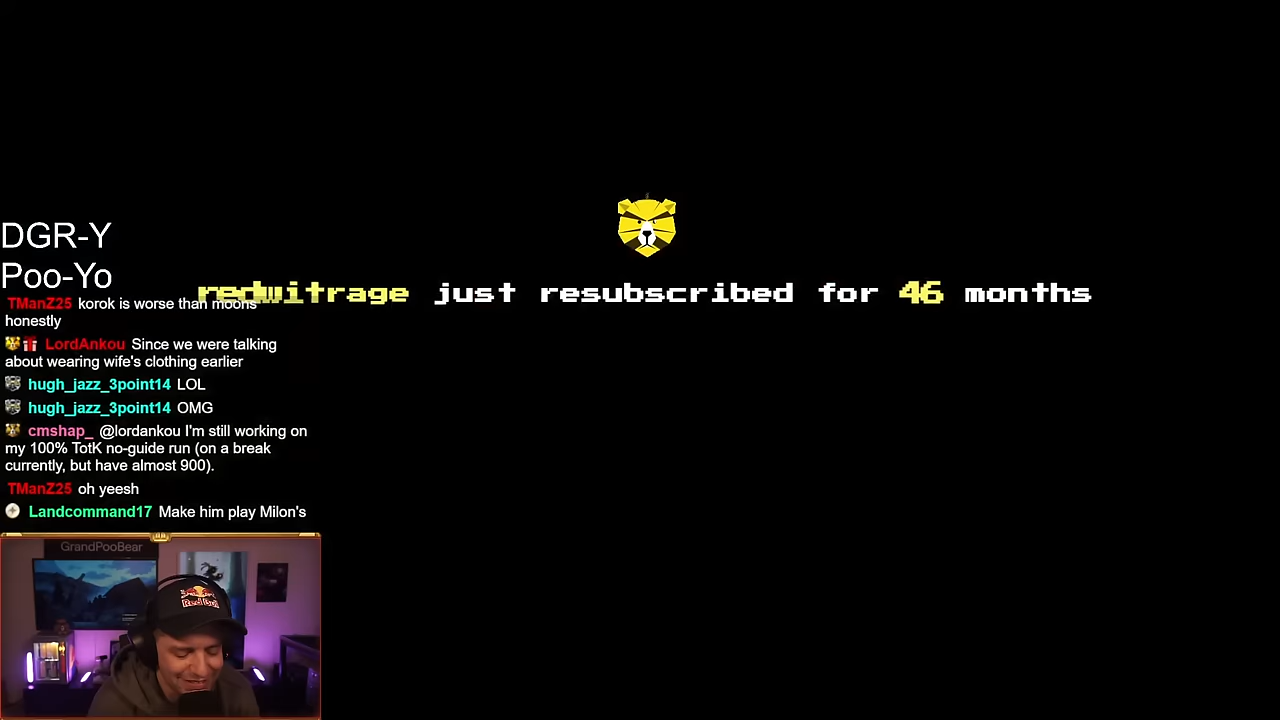 DGR-Y
Poo-Yo
redwitrage just resubscribed for 46 months
TManZ25 korok is worse than moons
honestly
LordAnkou Since we were talking
about wearing wife's clothing earlier
hugh_jazz_3point14 LOL
hugh_jazz_3point14 OMG
cmshap_ @lordankou I'm still working on
my 100% TotK no-guide run (on a break
currently, but have almost 900).
TManZ25 oh yeesh
Landcommand17 Make him play Milon's
GrandPooBear
Red Bull